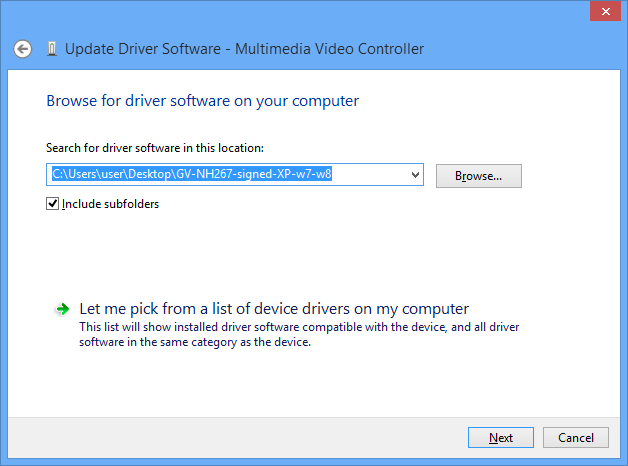 Update Driver Software - Multimedia Video Controller
Browse for driver software on your computer
Search for driver software in this location:
C:\Users\user\Desktop\GV-NH267-signed-XP-w7-w8
Browse...
Include subfolders
Let me pick from a list of device drivers on my computer
This list will show installed driver software compatible with the device, and all driver
software in the same category as the device.
Next
Cancel